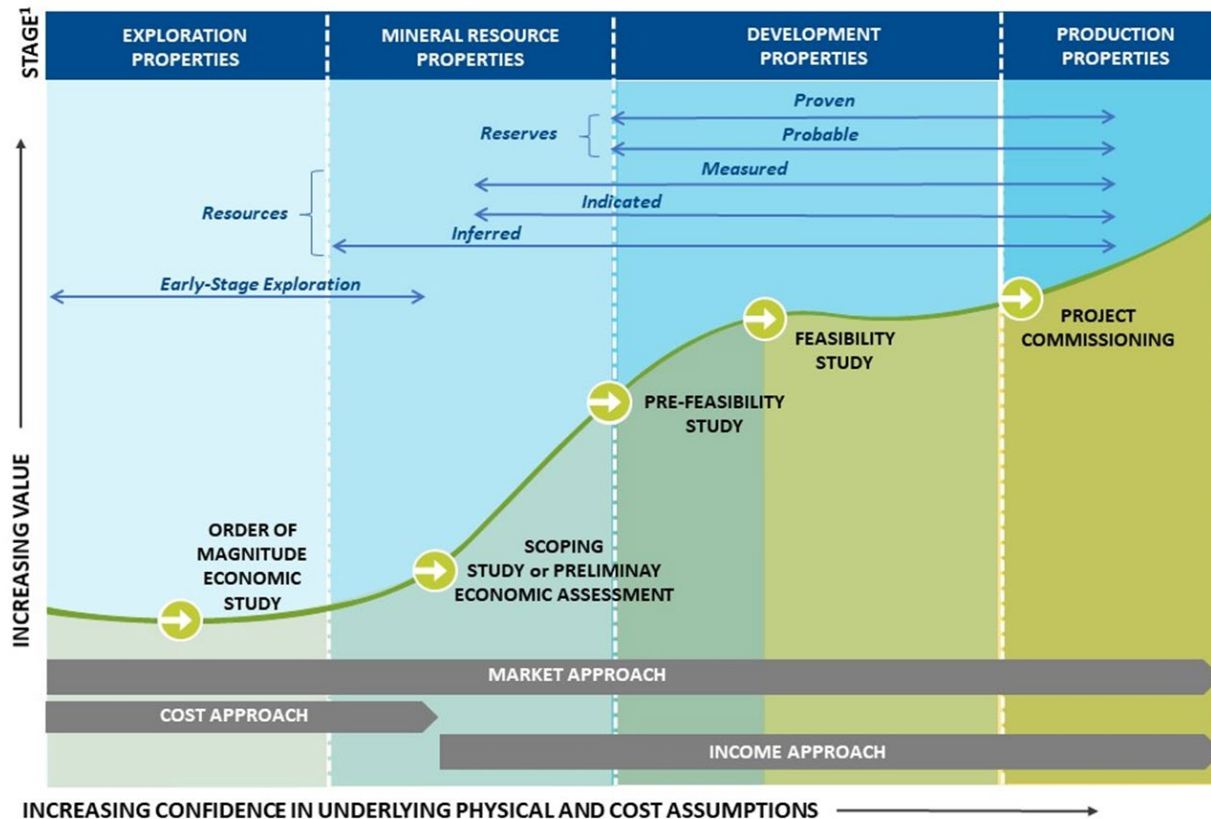 STAGE¹
EXPLORATION
PROPERTIES
MINERAL RESOURCE
PROPERTIES
DEVELOPMENT
PROPERTIES
PRODUCTION
PROPERTIES
Proven
Reserves
Probable
Measured
Resources
Indicated
Inferred
Early-Stage Exploration
INCREASING VALUE
PROJECT
COMMISSIONING
FEASIBILITY
STUDY
PRE-FEASIBILITY
STUDY
ORDER OF
MAGNITUDE
ECONOMIC
STUDY
SCOPING
STUDY or PRELIMINAY
ECONOMIC ASSESSMENT
MARKET APPROACH
COST APPROACH
INCOME APPROACH
INCREASING CONFIDENCE IN UNDERLYING PHYSICAL AND COST ASSUMPTIONS